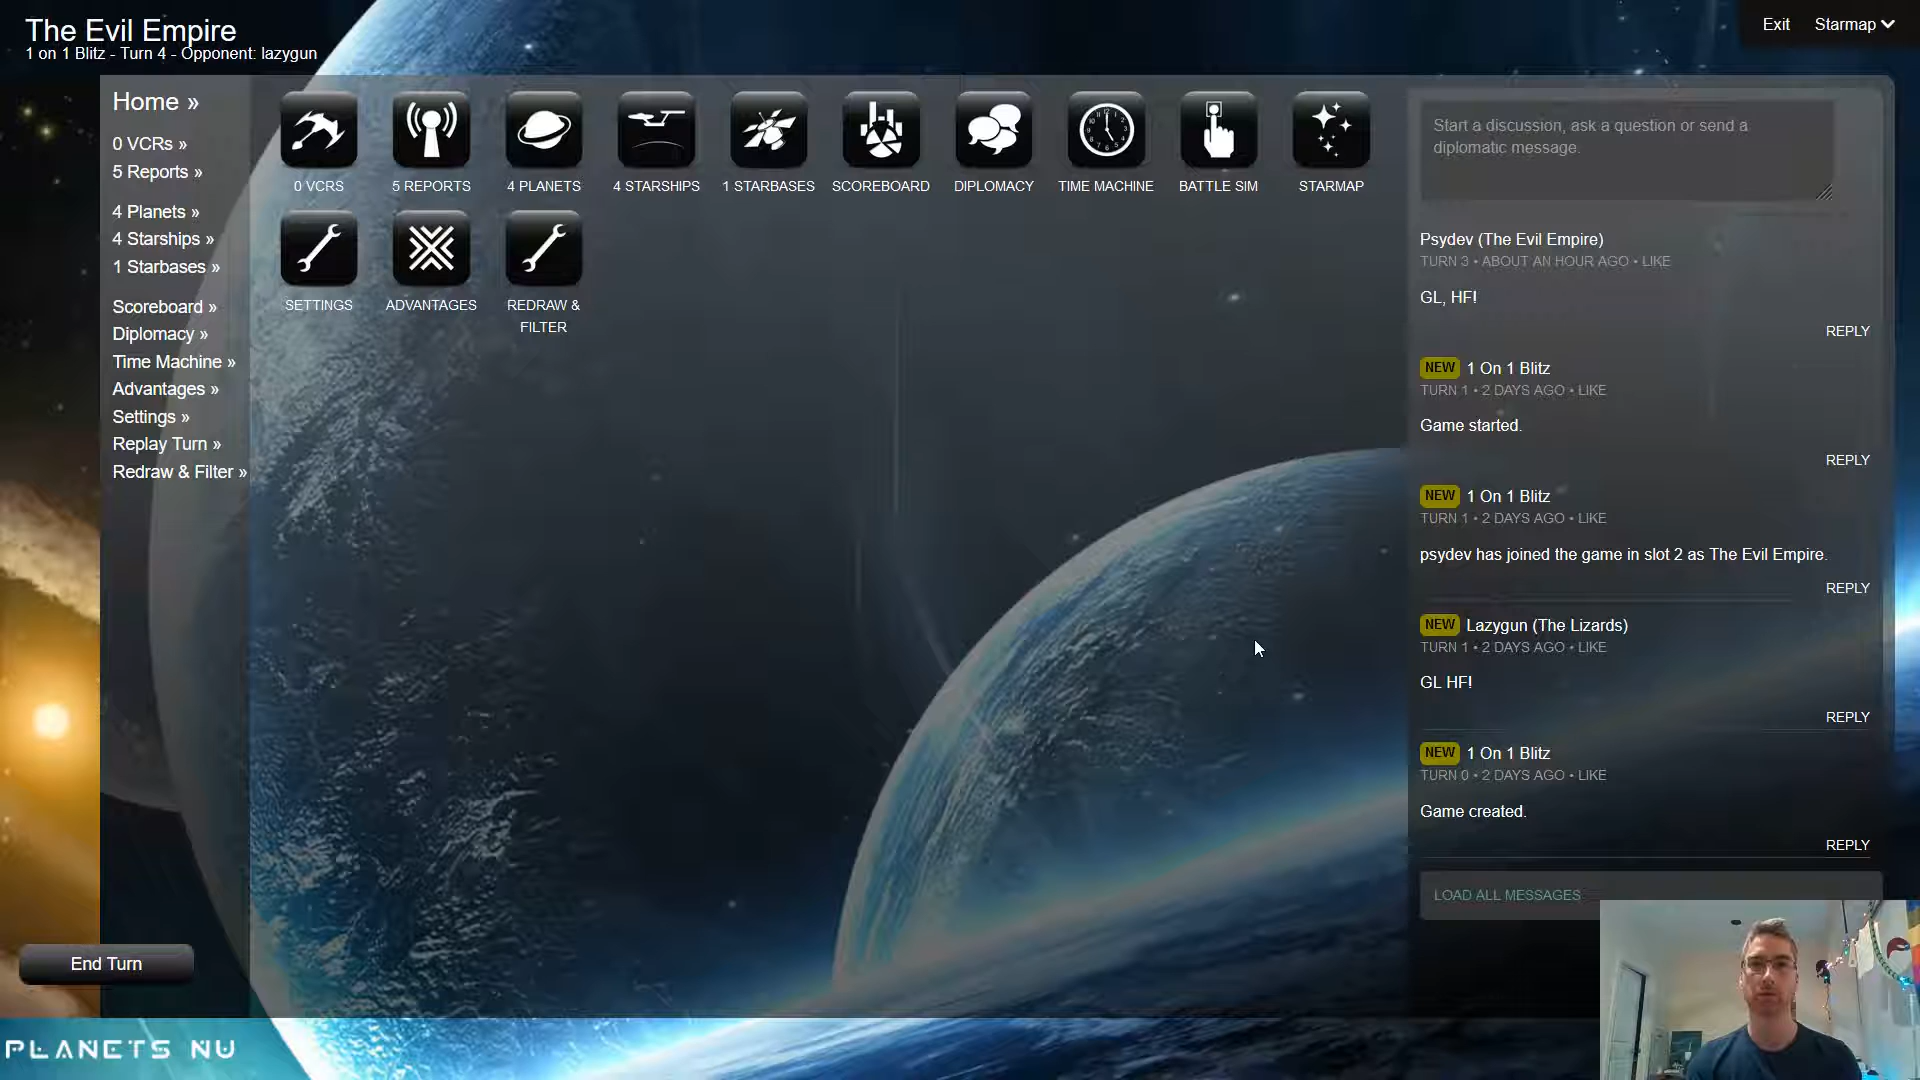 The Evil Empire
1 on 1 Blitz - Turn 4 - Opponent: lazygun
Exit
Starmap
Home »
0 VCRs »
5 Reports »
4 Planets »
4 Starships »
1 Starbases »
Scoreboard »
Diplomacy »
Time Machine »
Advantages »
Settings »
Replay Turn »
Redraw & Filter »
End Turn
PLANETS NU
0 VCRS
5 REPORTS
4 PLANETS
4 STARSHIPS
1 STARBASES
SCOREBOARD
DIPLOMACY
TIME MACHINE
BATTLE SIM
STARMAP
SETTINGS
ADVANTAGES
REDRAW &
FILTER
Start a discussion, ask a question or send a
diplomatic message.
Psydev (The Evil Empire)
TURN 3 • ABOUT AN HOUR AGO • LIKE
GL, HF!
REPLY
NEW 1 On 1 Blitz
TURN 1 • 2 DAYS AGO • LIKE
Game started.
REPLY
NEW 1 On 1 Blitz
TURN 1 • 2 DAYS AGO • LIKE
psydev has joined the game in slot 2 as The Evil Empire.
REPLY
NEW Lazygun (The Lizards)
TURN 1 • 2 DAYS AGO • LIKE
GL HF!
REPLY
NEW 1 On 1 Blitz
TURN 0 • 2 DAYS AGO • LIKE
Game created.
REPLY
LOAD ALL MESSAGES